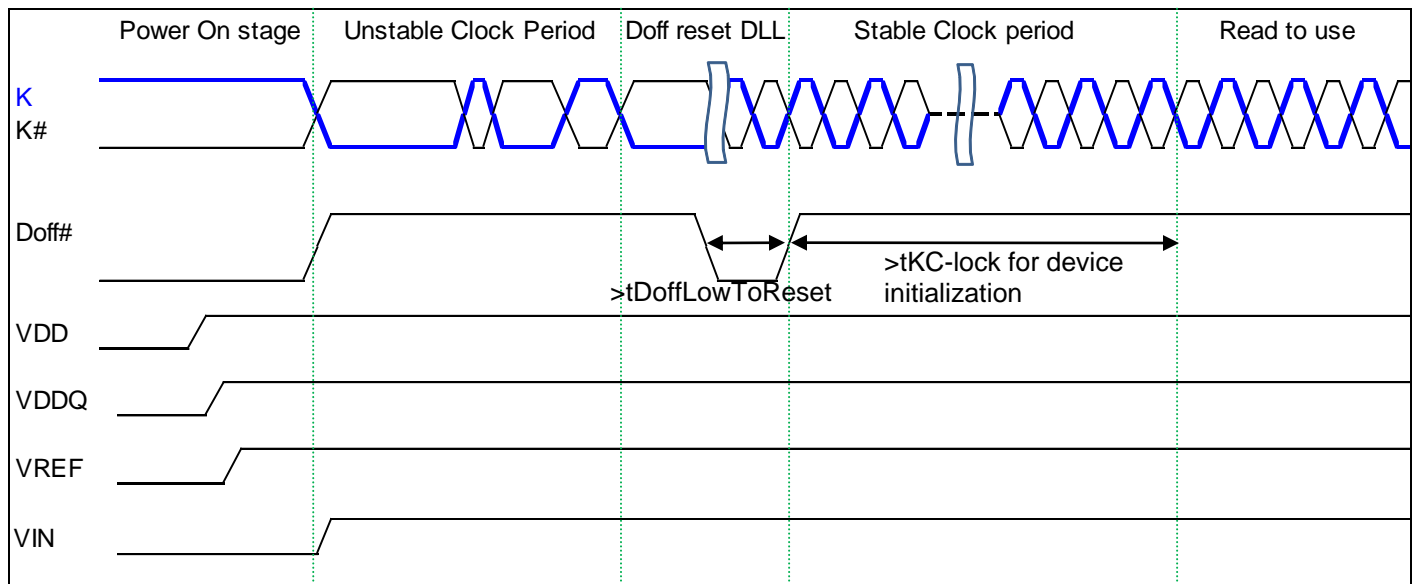 Power On stage
Unstable Clock Period
Doff reset DLL
Stable Clock period
Read to use
K
K#
Doff#
>tDoffLowToReset
>tKC-lock for device
initialization
VDD
VDDQ
VREF
VIN